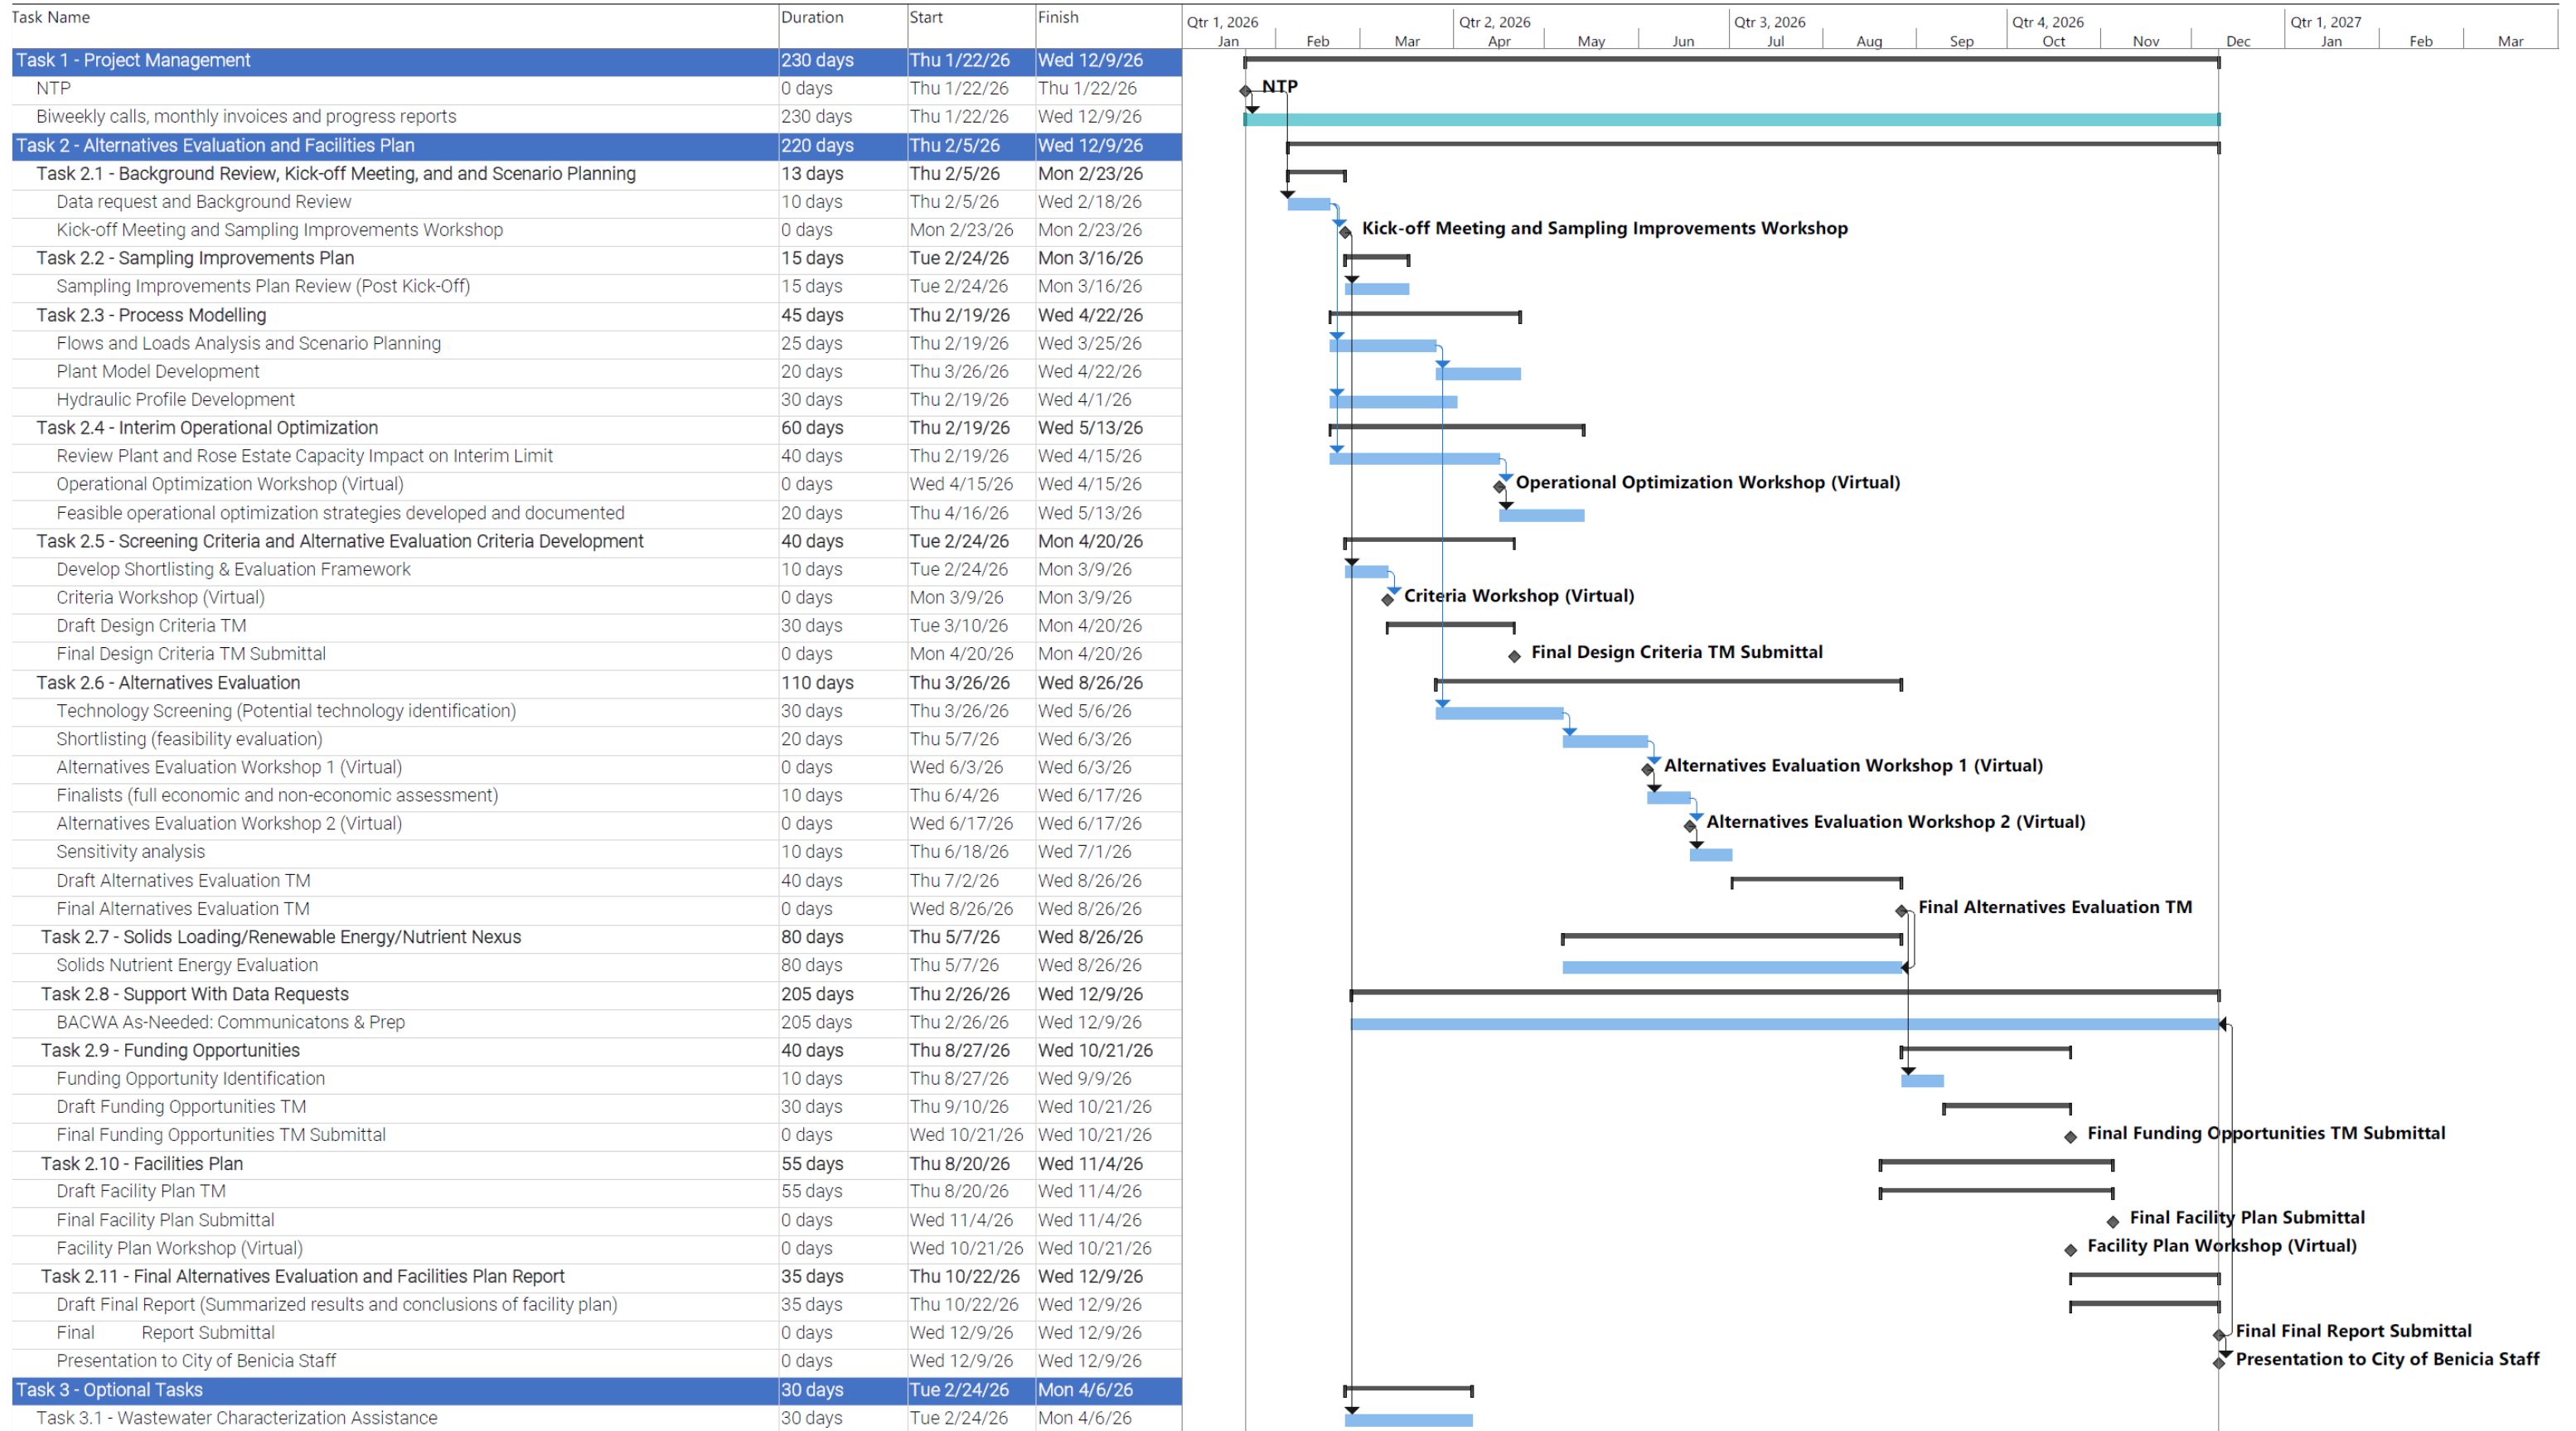 Task Name Duration Start Finish Qtr 1, 2026 Qtr 2, 2026 Qtr 3, 2026 Qtr 4, 2026 Qtr 1, 2027
Jan Feb Mar Apr May Jun Jul Aug Sep Oct Nov Dec Jan Feb Mar
Task 1 - Project Management 230 days Thu 1/22/26 Wed 12/9/26
NTP 0 days Thu 1/22/26 Thu 1/22/26 NTP
Biweekly calls, monthly invoices and progress reports 230 days Thu 1/22/26 Wed 12/9/26
Task 2 - Alternatives Evaluation and Facilities Plan 220 days Thu 2/5/26 Wed 12/9/26
Task 2.1 - Background Review, Kick-off Meeting, and and Scenario Planning 13 days Thu 2/5/26 Mon 2/23/26
Data request and Background Review 10 days Thu 2/5/26 Wed 2/18/26
Kick-off Meeting and Sampling Improvements Workshop 0 days Mon 2/23/26 Mon 2/23/26 Kick-off Meeting and Sampling Improvements Workshop
Task 2.2 - Sampling Improvements Plan 15 days Tue 2/24/26 Mon 3/16/26
Sampling Improvements Plan Review (Post Kick-Off) 15 days Tue 2/24/26 Mon 3/16/26
Task 2.3 - Process Modelling 45 days Thu 2/19/26 Wed 4/22/26
Flows and Loads Analysis and Scenario Planning 25 days Thu 2/19/26 Wed 3/25/26
Plant Model Development 20 days Thu 3/26/26 Wed 4/22/26
Hydraulic Profile Development 30 days Thu 2/19/26 Wed 4/1/26
Task 2.4 - Interim Operational Optimization 60 days Thu 2/19/26 Wed 5/13/26
Review Plant and Rose Estate Capacity Impact on Interim Limit 40 days Thu 2/19/26 Wed 4/15/26
Operational Optimization Workshop (Virtual) 0 days Wed 4/15/26 Wed 4/15/26 Operational Optimization Workshop (Virtual)
Feasible operational optimization strategies developed and documented 20 days Thu 4/16/26 Wed 5/13/26
Task 2.5 - Screening Criteria and Alternative Evaluation Criteria Development 40 days Tue 2/24/26 Mon 4/20/26
Develop Shortlisting & Evaluation Framework 10 days Tue 2/24/26 Mon 3/9/26
Criteria Workshop (Virtual) 0 days Mon 3/9/26 Mon 3/9/26 Criteria Workshop (Virtual)
Draft Design Criteria TM 30 days Tue 3/10/26 Mon 4/20/26
Final Design Criteria TM Submittal 0 days Mon 4/20/26 Mon 4/20/26 Final Design Criteria TM Submittal
Task 2.6 - Alternatives Evaluation 110 days Thu 3/26/26 Wed 8/26/26
Technology Screening (Potential technology identification) 30 days Thu 3/26/26 Wed 5/6/26
Shortlisting (feasibility evaluation) 20 days Thu 5/7/26 Wed 6/3/26
Alternatives Evaluation Workshop 1 (Virtual) 0 days Wed 6/3/26 Wed 6/3/26 Alternatives Evaluation Workshop 1 (Virtual)
Finalists (full economic and non-economic assessment) 10 days Thu 6/4/26 Wed 6/17/26
Alternatives Evaluation Workshop 2 (Virtual) 0 days Wed 6/17/26 Wed 6/17/26 Alternatives Evaluation Workshop 2 (Virtual)
Sensitivity analysis 10 days Thu 6/18/26 Wed 7/1/26
Draft Alternatives Evaluation TM 40 days Thu 7/2/26 Wed 8/26/26
Final Alternatives Evaluation TM 0 days Wed 8/26/26 Wed 8/26/26 Final Alternatives Evaluation TM
Task 2.7 - Solids Loading/Renewable Energy/Nutrient Nexus 80 days Thu 5/7/26 Wed 8/26/26
Solids Nutrient Energy Evaluation 80 days Thu 5/7/26 Wed 8/26/26
Task 2.8 - Support With Data Requests 205 days Thu 2/26/26 Wed 12/9/26
BACWA As-Needed: Communicatons & Prep 205 days Thu 2/26/26 Wed 12/9/26
Task 2.9 - Funding Opportunities 40 days Thu 8/27/26 Wed 10/21/26
Funding Opportunity Identification 10 days Thu 8/27/26 Wed 9/9/26
Draft Funding Opportunities TM 30 days Thu 9/10/26 Wed 10/21/26
Final Funding Opportunities TM Submittal 0 days Wed 10/21/26 Wed 10/21/26 Final Funding Opportunities TM Submittal
Task 2.10 - Facilities Plan 55 days Thu 8/20/26 Wed 11/4/26
Draft Facility Plan TM 55 days Thu 8/20/26 Wed 11/4/26
Final Facility Plan Submittal 0 days Wed 11/4/26 Wed 11/4/26 Final Facility Plan Submittal
Facility Plan Workshop (Virtual) 0 days Wed 10/21/26 Wed 10/21/26 Facility Plan Workshop (Virtual)
Task 2.11 - Final Alternatives Evaluation and Facilities Plan Report 35 days Thu 10/22/26 Wed 12/9/26
Draft Final Report (Summarized results and conclusions of facility plan) 35 days Thu 10/22/26 Wed 12/9/26
Final Report Submittal 0 days Wed 12/9/26 Wed 12/9/26 Final Final Report Submittal
Presentation to City of Benicia Staff 0 days Wed 12/9/26 Wed 12/9/26 Presentation to City of Benicia Staff
Task 3 - Optional Tasks 30 days Tue 2/24/26 Mon 4/6/26
Task 3.1 - Wastewater Characterization Assistance 30 days Tue 2/24/26 Mon 4/6/26